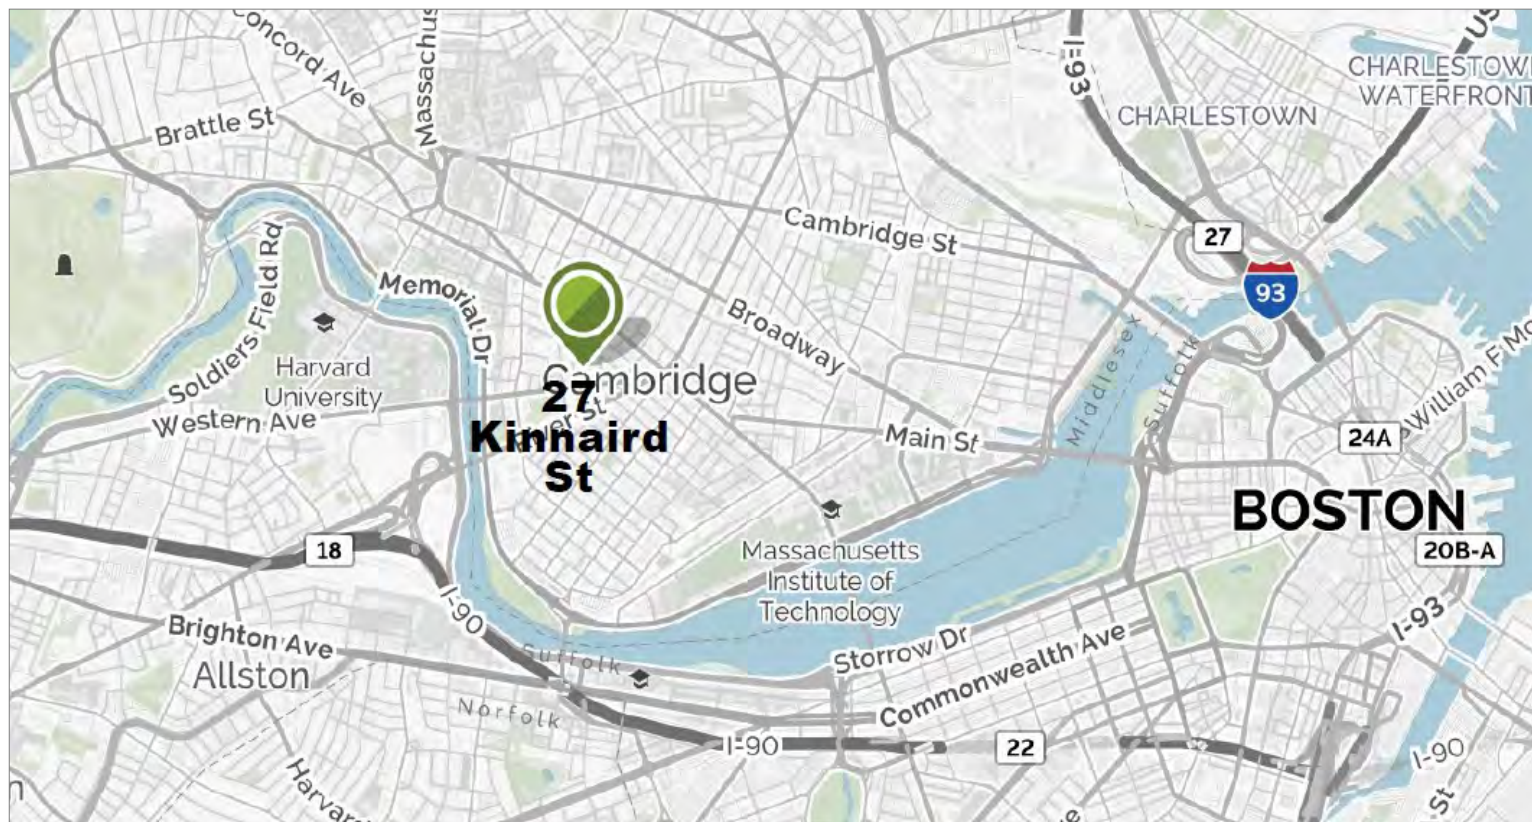 Concord Ave
Massachus
I-93
US
CHARLESTOWN
WATERFRONT
CHARLESTOWN
Brattle St
Cambridge St
27
93
Soldiers Field Rd
Memorial Dr
Harvard
University
Broadway
Middlesex
Suffolk
William F Mc
Cambridge
27
Kinnaird
St
Western Ave
Main St
24A
BOSTON
20B-A
18
Massachusetts
Institute of
Technology
I-90
I-93
Brighton Ave
Allston
Suffolk
Norfolk
Storrow Dr
Commonwealth Ave
I-90
22
I-90
Harvar
St